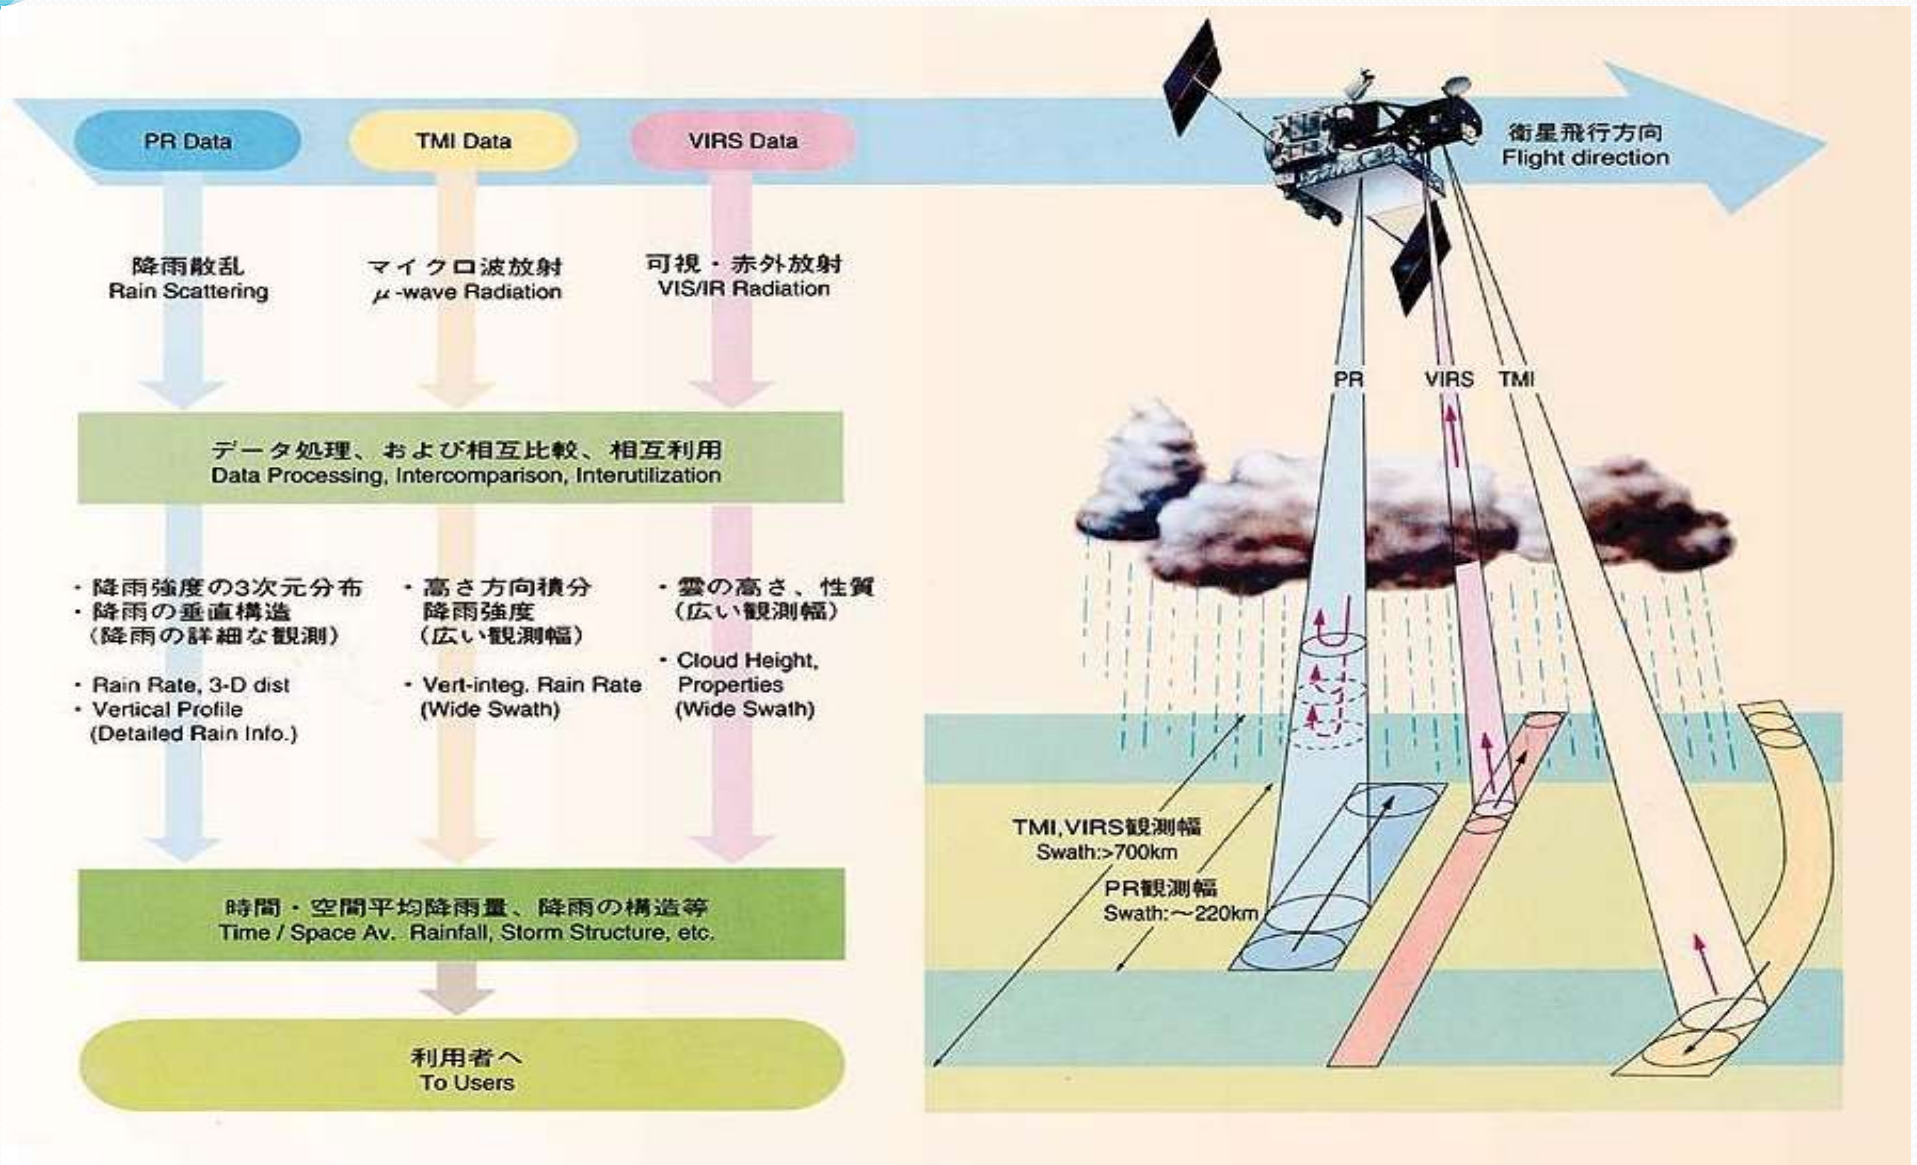 PR Data
TMI Data
VIRS Data
衛星飛行方向
Flight direction
降雨散乱
Rain Scattering
マイクロ波放射
μ-wave Radiation
可視・赤外放射
VIS/IR Radiation
データ処理、および相互比較、相互利用
Data Processing, Intercomparison, Interutilization
・降雨強度の3次元分布
・降雨の垂直構造
(降雨の詳細な観測)
・Rain Rate, 3-D dist
・Vertical Profile
(Detailed Rain Info.)
・高さ方向積分
降雨強度
(広い観測幅)
・Vert-integ. Rain Rate
(Wide Swath)
・雲の高さ、性質
(広い観測幅)
・Cloud Height,
Properties
(Wide Swath)
時間・空間平均降雨量、降雨の構造等
Time / Space Av. Rainfall, Storm Structure, etc.
利用者へ
To Users
PR
VIRS
TMI
TMI,VIRS観測幅
Swath:>700km
PR観測幅
Swath:～220km